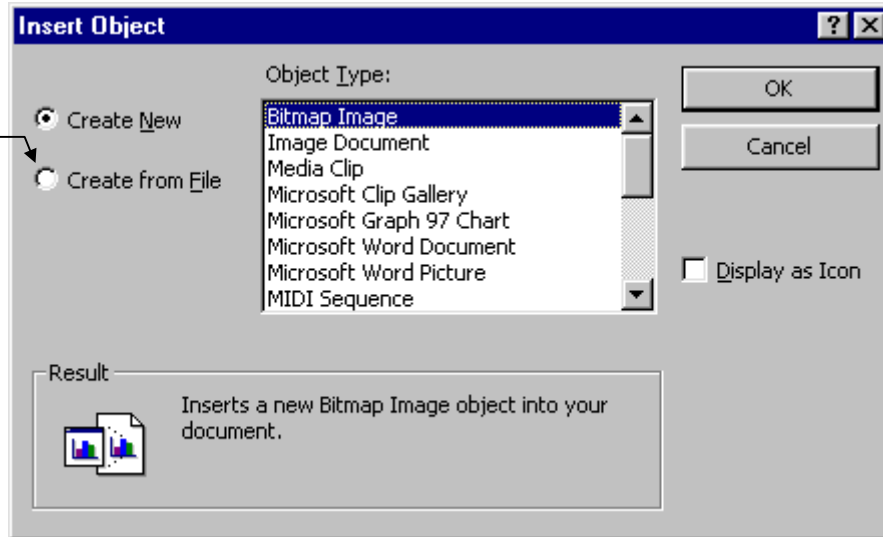 Insert Object
Object Type:
Create New
Create from File
Bitmap Image
Image Document
Media Clip
Microsoft Clip Gallery
Microsoft Graph 97 Chart
Microsoft Word Document
Microsoft Word Picture
MIDI Sequence
OK
Cancel
Display as Icon
Result
Inserts a new Bitmap Image object into your
document.